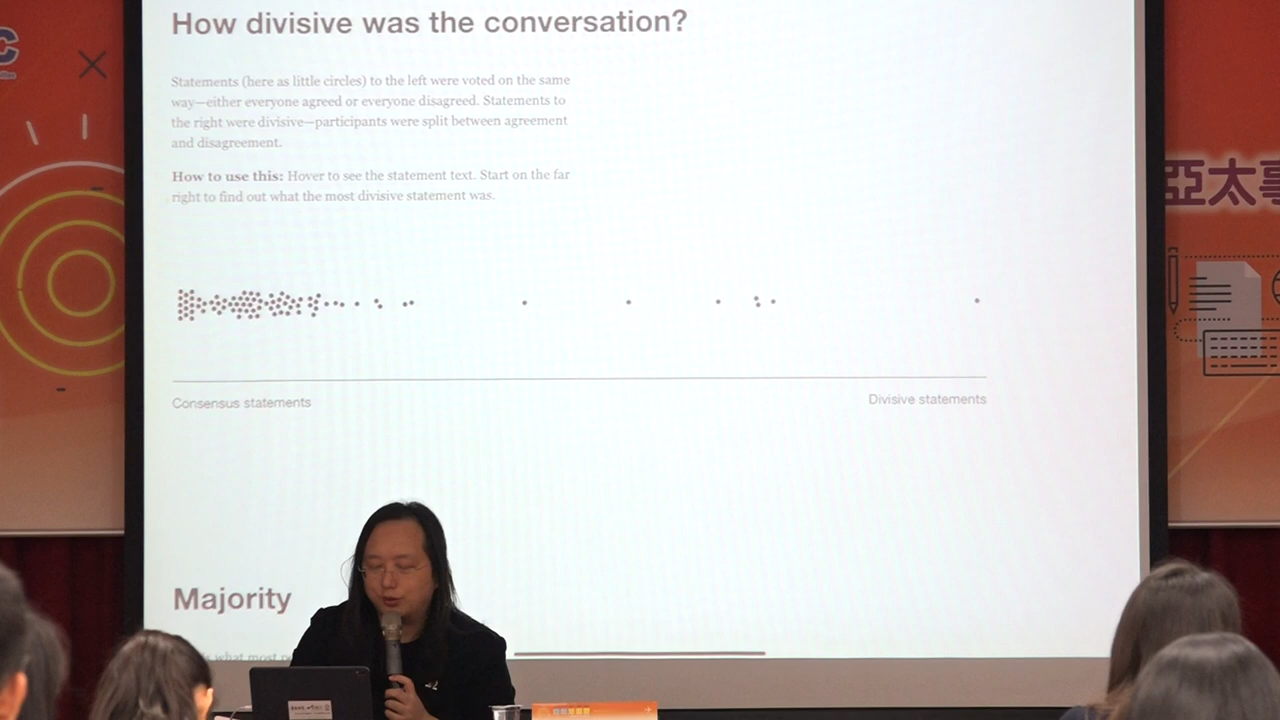 How divisive was the conversation?
C
Statements (here as little circles) to the left were voted on the same
way—either everyone agreed or everyone disagreed. Statements to
the right were divisive—participants were split between agreement
and disagreement.
How to use this: Hover to see the statement text. Start on the far
right to find out what the most divisive statement was.
亞太事
Consensus statements
Divisive statements
Majority
what most